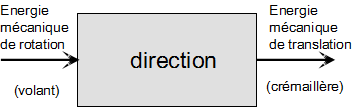 Energie
mécanique
de rotation
(volant)
direction
Energie
mécanique
de translation
(crémaillère)